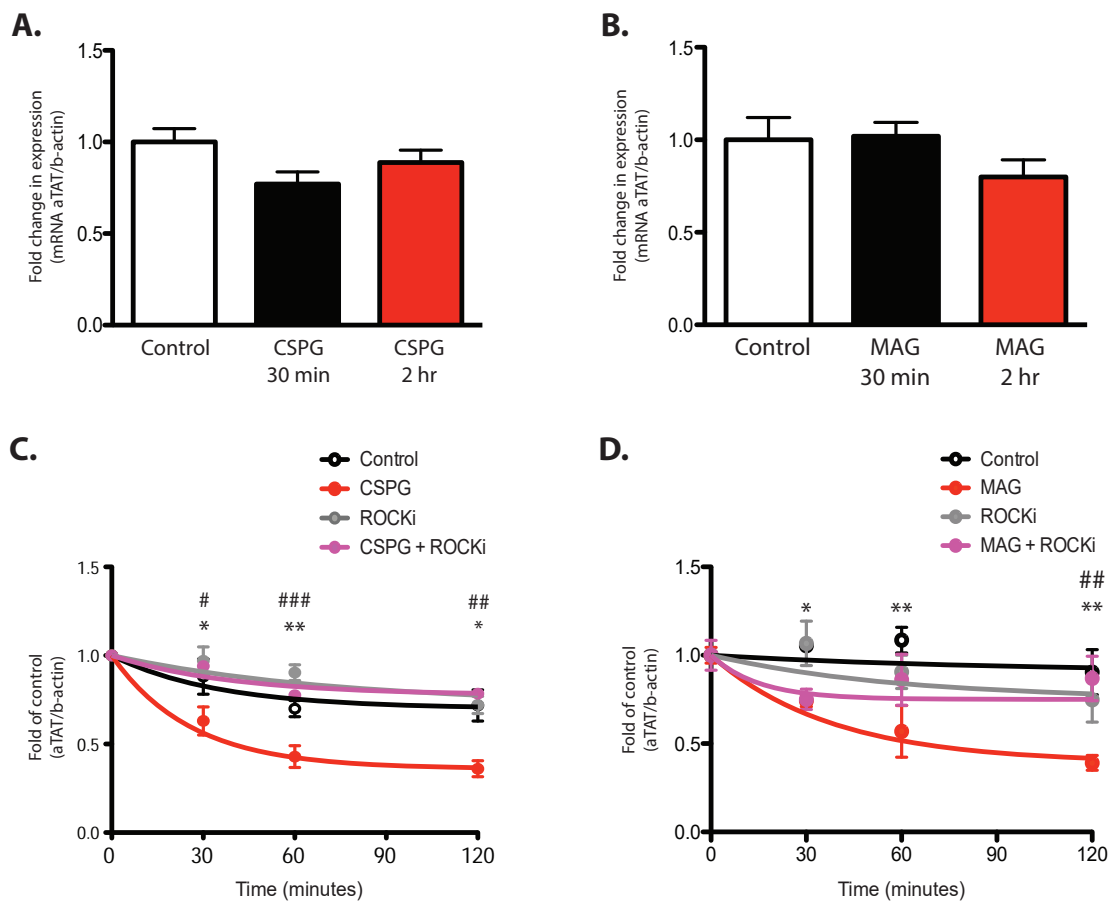 A.
Fold change in expression
(mRNA aTAT/b-actin)
1.5
1.0
0.5
0.0
Control
CSPG
30 min
CSPG
2 hr
B.
Fold change in expression
(mRNA aTAT/b-actin)
1.5
1.0
0.5
0.0
Control
MAG
30 min
MAG
2 hr
C.
Control
CSPG
ROCKi
CSPG + ROCKi
Fold of control
(aTAT/b-actin)
1.5
1.0
0.5
0.0
#
*
###
**
##
*
0
30
60
90
120
Time (minutes)
D.
Control
MAG
ROCKi
MAG + ROCKi
Fold of control
(aTAT/b-actin)
1.5
1.0
0.5
0.0
*
**
##
**
0
30
60
90
120
Time (minutes)